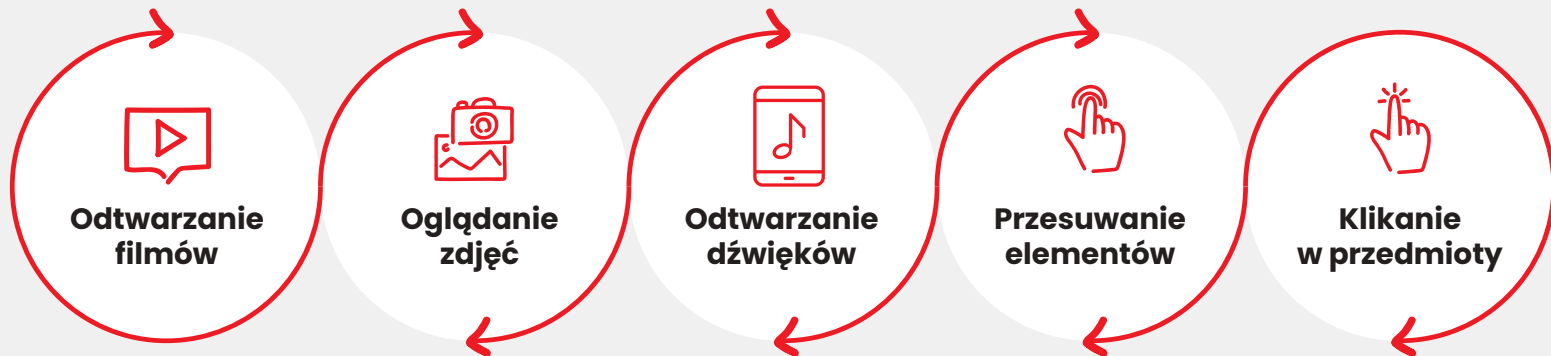 Odtwarzanie
filmów
Oglądanie
zdjęć
Odtwarzanie
dźwięków
Przesuwanie
elementów
Klikanie
w przedmioty